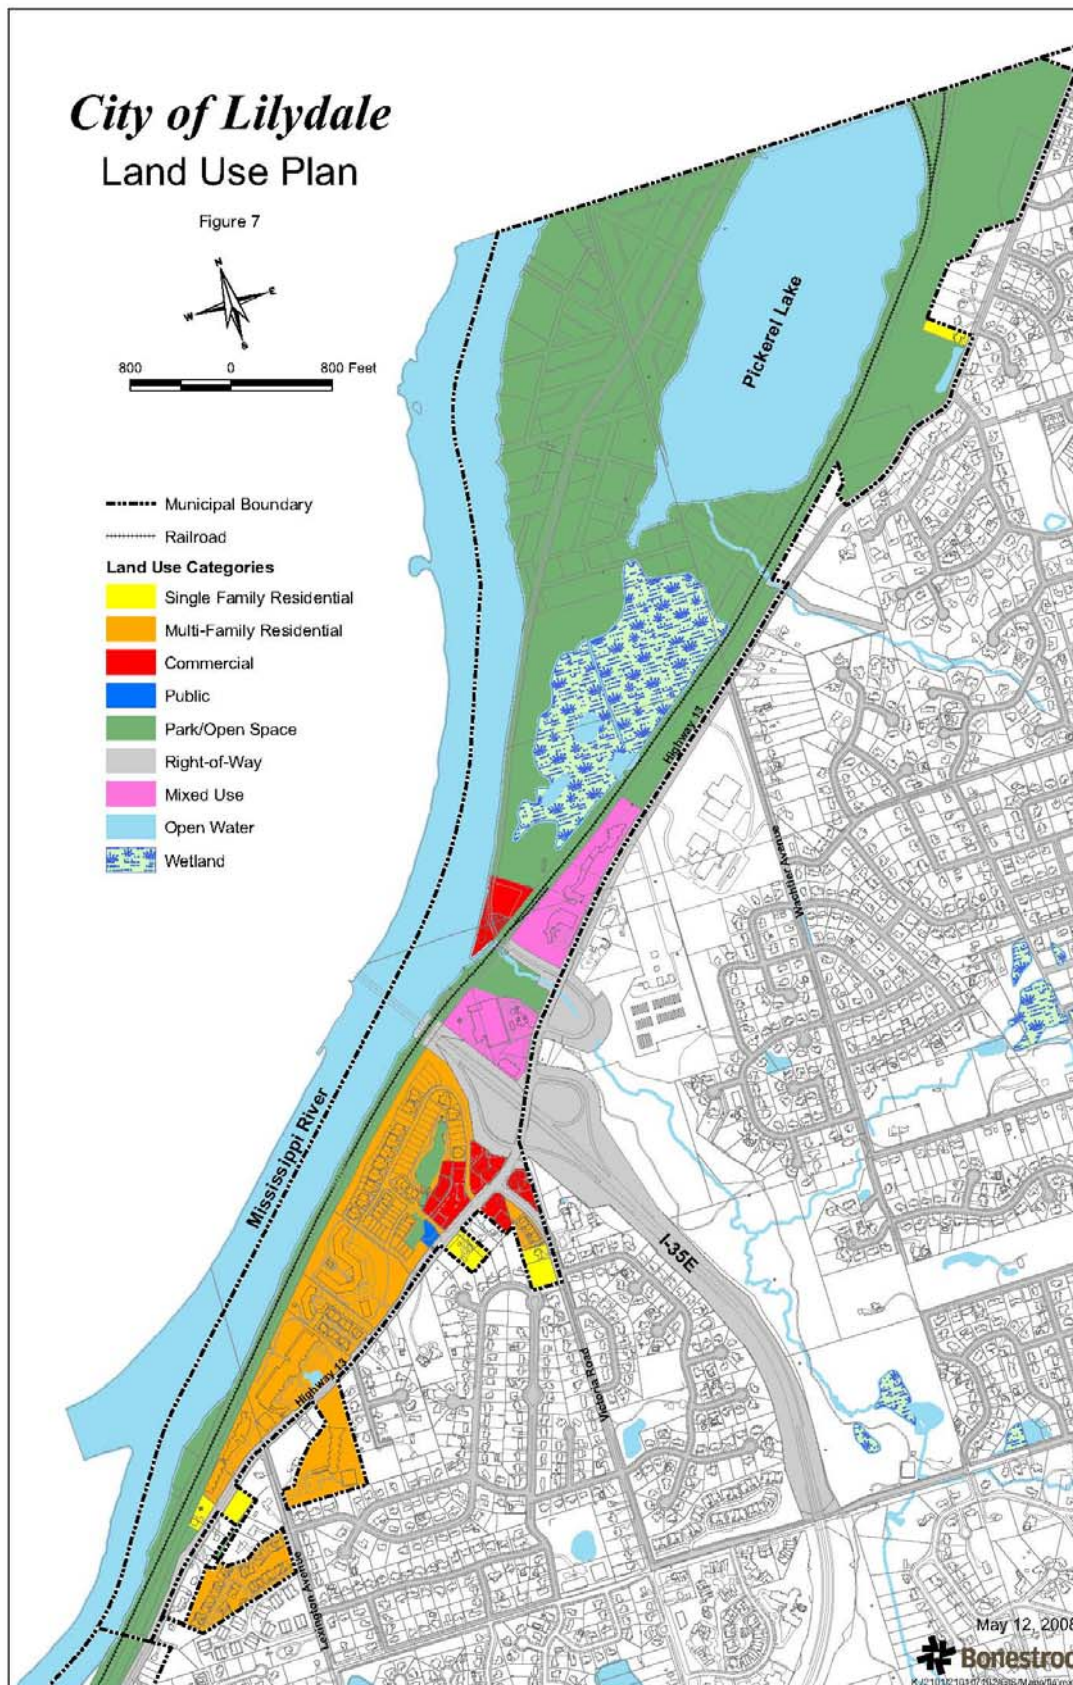 City of Lilydale
Land Use Plan
Figure 7
N
W E
S
800 0 800 Feet
Municipal Boundary
Railroad
Land Use Categories
Single Family Residential
Multi-Family Residential
Commercial
Public
Park/Open Space
Right-of-Way
Mixed Use
Open Water
Wetland
Pickerel Lake
Highway 13
Wachtler Avenue
Mississippi River
I-35E
Highway 13
Victoria Road
Lexington Avenue
May 12, 2008
Bonestroo